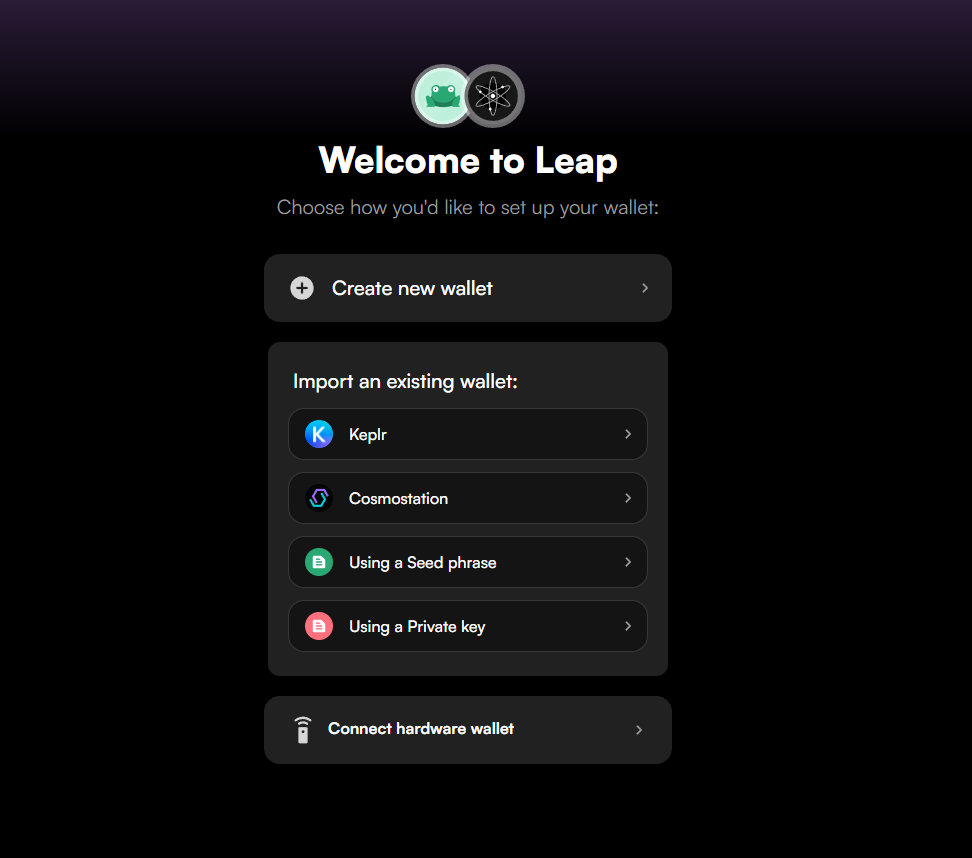 Welcome to Leap
Choose how you'd like to set up your wallet:
Create new wallet
Import an existing wallet:
Keplr
Cosmostation
Using a Seed phrase
Using a Private key
Connect hardware wallet